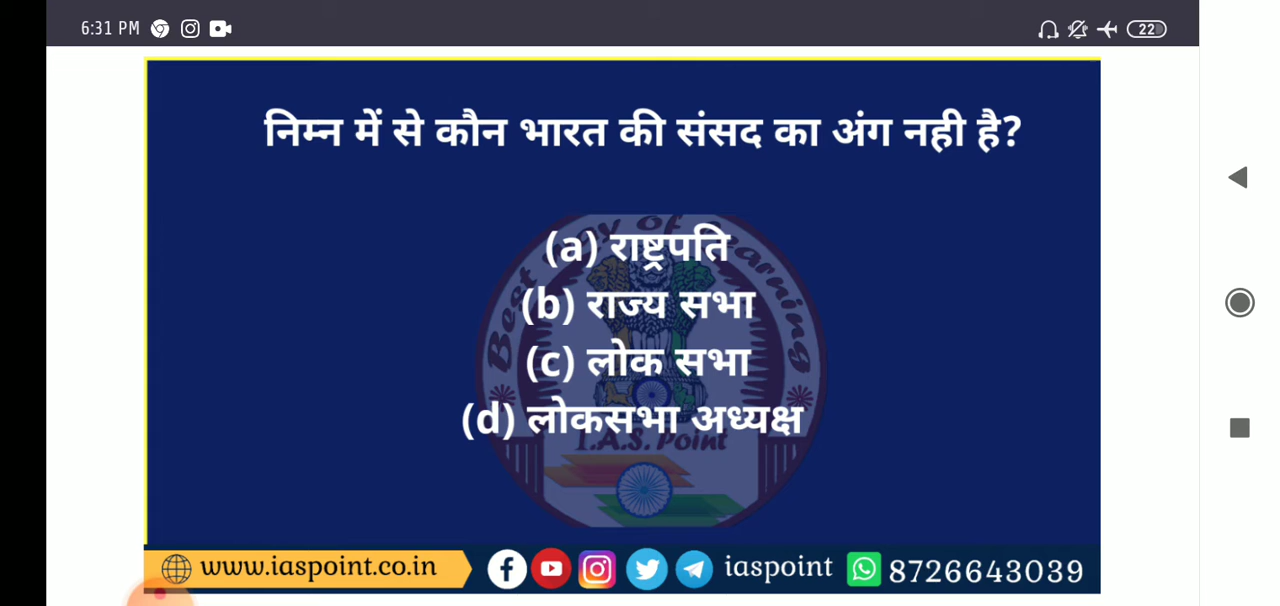 6:31 PM
22
निम्न में से कौन भारत की संसद का अंग नही है?
(a) राष्ट्रपति
(b) राज्य सभा
(c) लोक सभा
(d) लोकसभा अध्यक्ष
I.A.S. Point
www.iaspoint.co.in
iaspoint
8726643039